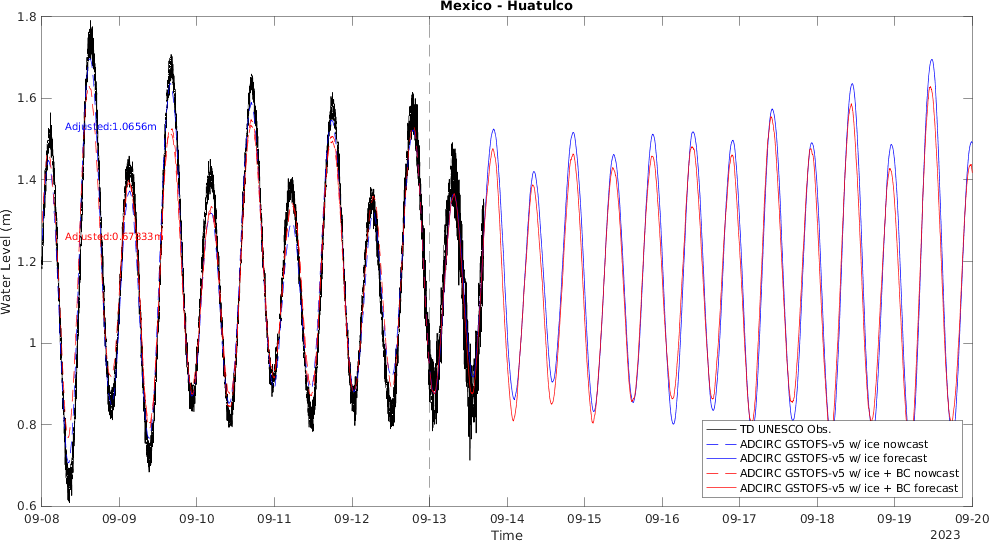 Mexico - Huatulco
Water Level (m)
1.8
1.6
1.4
1.2
1
0.8
0.6
Adjusted:1.0656m
Adjusted:0.67833m
TD UNESCO Obs.
ADCIRC GSTOFS-v5 w/ ice nowcast
ADCIRC GSTOFS-v5 w/ ice forecast
ADCIRC GSTOFS-v5 w/ ice + BC nowcast
ADCIRC GSTOFS-v5 w/ ice + BC forecast
09-08 09-09 09-10 09-11 09-12 09-13 09-14 09-15 09-16 09-17 09-18 09-19 09-20
Time
2023